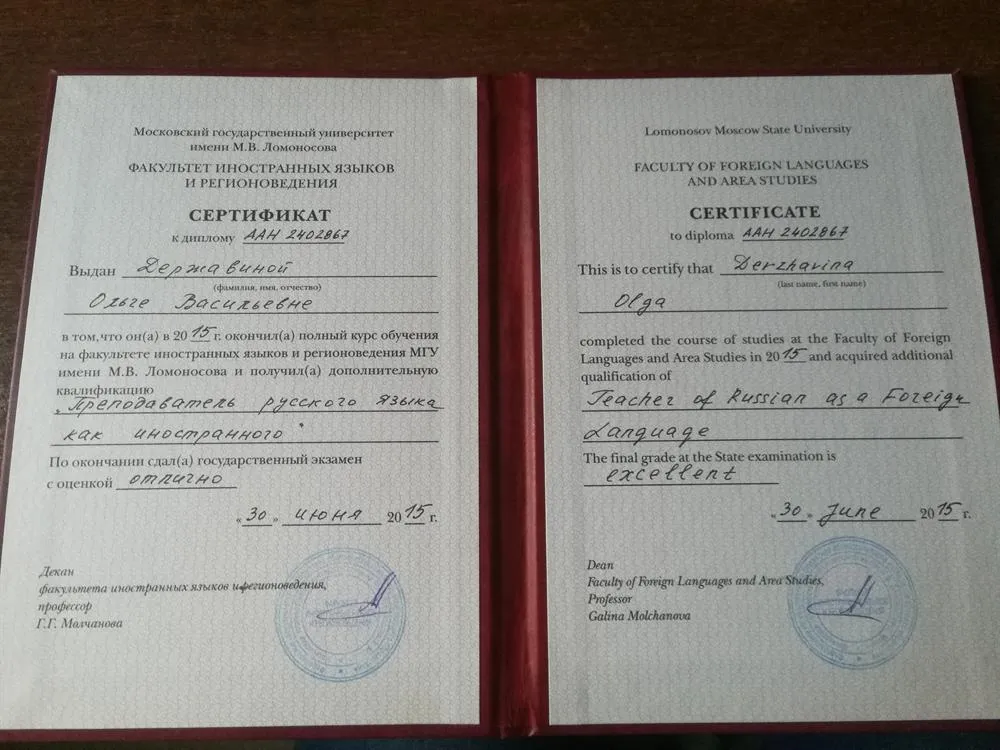 Московский государственный университет
имени М.В. Ломоносова
ФАКУЛЬТЕТ ИНОСТРАННЫХ ЯЗЫКОВ
И РЕГИОНОВЕДЕНИЯ
СЕРТИФИКАТ
к диплому ААН 2402867
Выдан Державиной
(фамилия, имя, отчество)
Ольге Васильевне
в том,что он(а) в 2015 г. окончил(а) полный курс обучения
на факультете иностранных языков и регионоведения МГУ
имени М.В. Ломоносова и получил(а) дополнительную
квалификацию
"Преподаватель русского языка
как иностранного"
По окончании сдал(а) государственный экзамен
с оценкой отлично
«30» июня 2015 г.
Декан
факультета иностранных языков и регионоведения,
профессор
Г.Г. Молчанова
Lomonosov Moscow State University
FACULTY OF FOREIGN LANGUAGES
AND AREA STUDIES
CERTIFICATE
to diploma ААН 2402867
This is to certify that Derzhavina
(last name, first name)
Olga
completed the course of studies at the Faculty of Foreign
Languages and Area Studies in 2015 and acquired additional
qualification of
Teacher of Russian as a Foreign
Language
The final grade at the State examination is
excellent
«30» June 2015 г.
Dean
Faculty of Foreign Languages and Area Studies,
Professor
Galina Molchanova